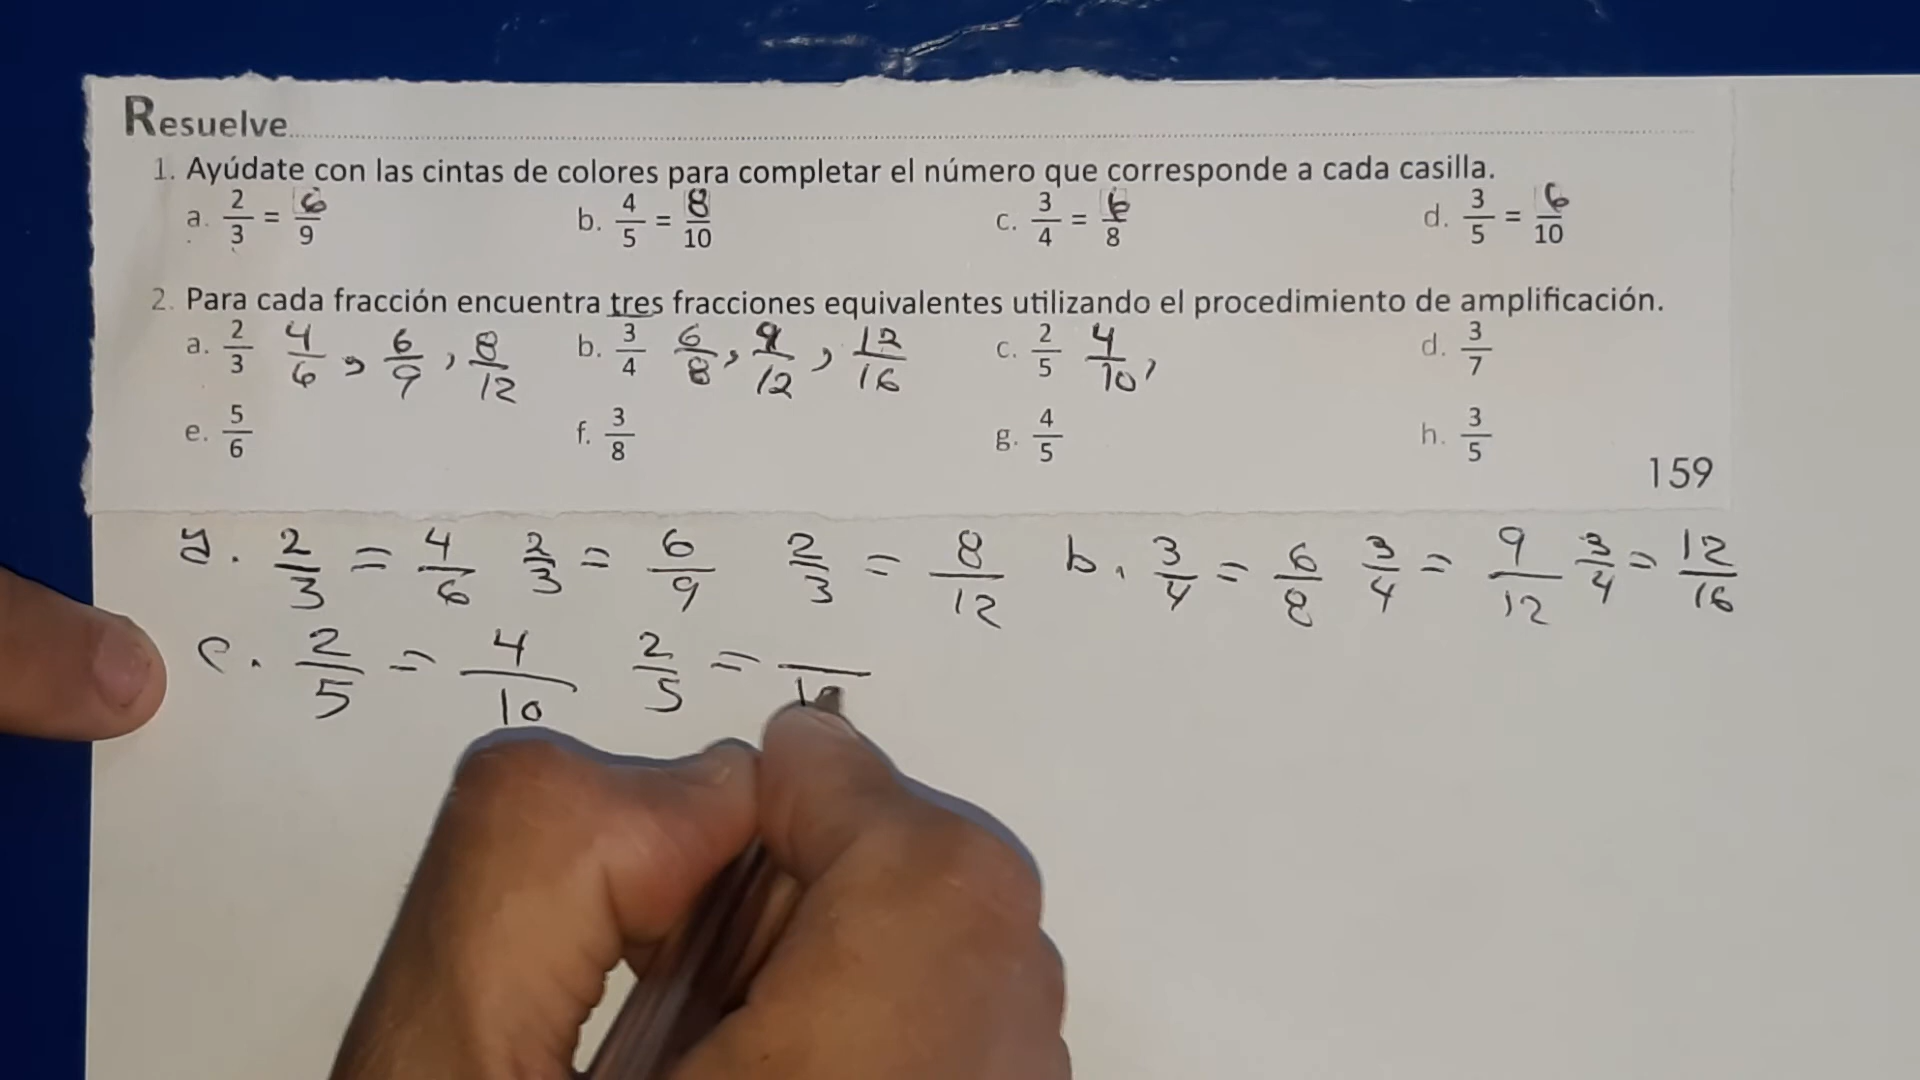 Resuelve
1. Ayúdate con las cintas de colores para completar el número que corresponde a cada casilla.
a. 2/3 = 6/9 b. 4/5 = 8/10 c. 3/4 = 6/8 d. 3/5 = 6/10
2. Para cada fracción encuentra tres fracciones equivalentes utilizando el procedimiento de amplificación.
a. 2/3 4/6, 6/9, 8/12 b. 3/4 6/8, 9/12, 12/16 c. 2/5 4/10, d. 3/7
e. 5/6 f. 3/8 g. 4/5 h. 3/5
159
a. 2/3 = 4/6 2/3 = 6/9 2/3 = 8/12 b. 3/4 = 6/8 3/4 = 9/12 3/4 = 12/16
c. 2/5 = 4/10 2/5 =